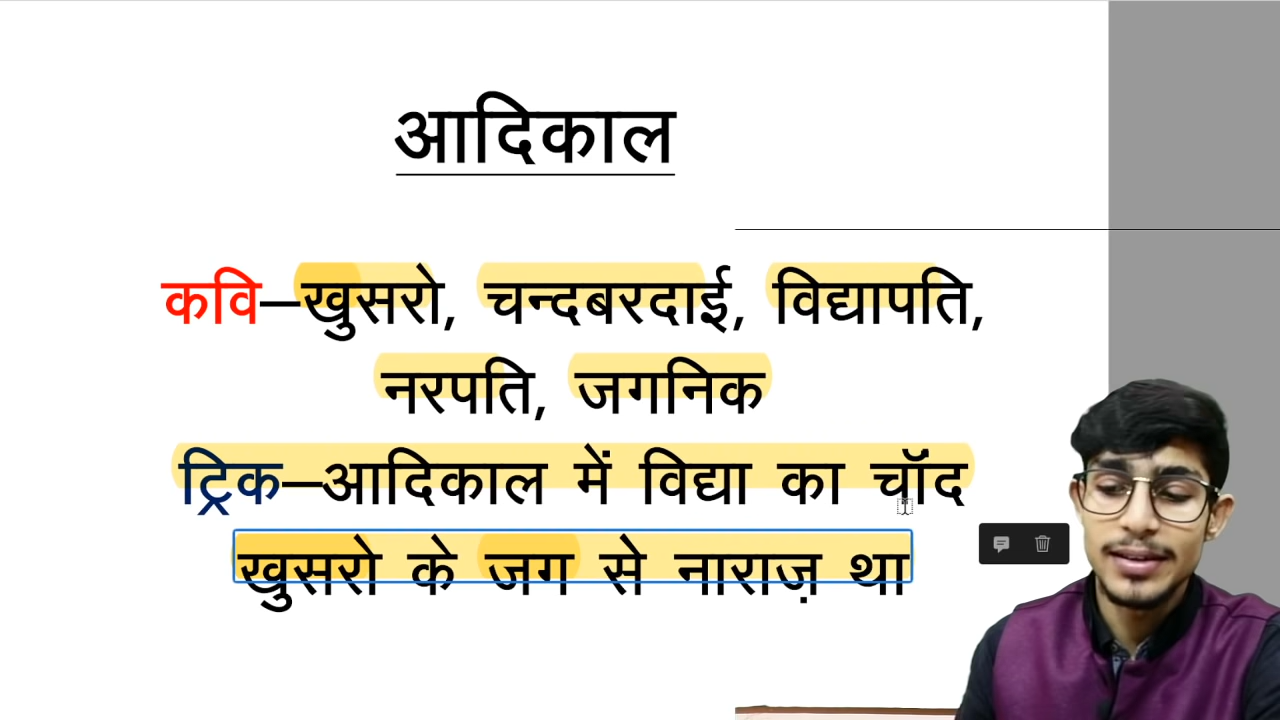 आदिकाल
कवि–खुसरो, चन्दबरदाई, विद्यापति,
नरपति, जगनिक
ट्रिक–आदिकाल में विद्या का चॉद
खुसरो के जग से नाराज़ था